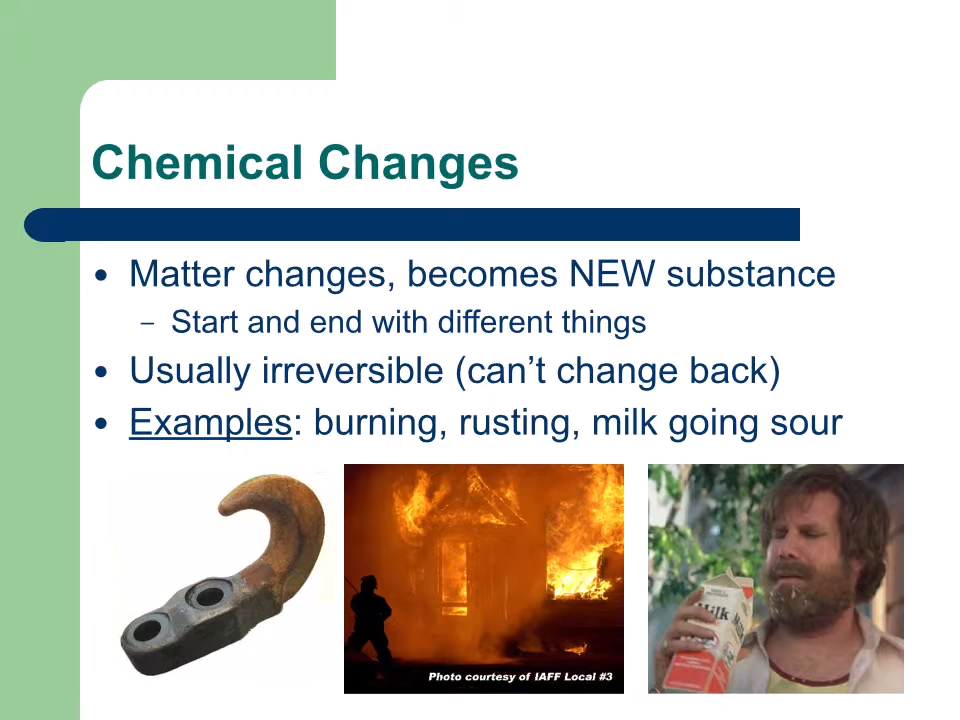 Chemical Changes
• Matter changes, becomes NEW substance
– Start and end with different things
• Usually irreversible (can’t change back)
• Examples: burning, rusting, milk going sour
Photo courtesy of IAFF Local #3
Milk